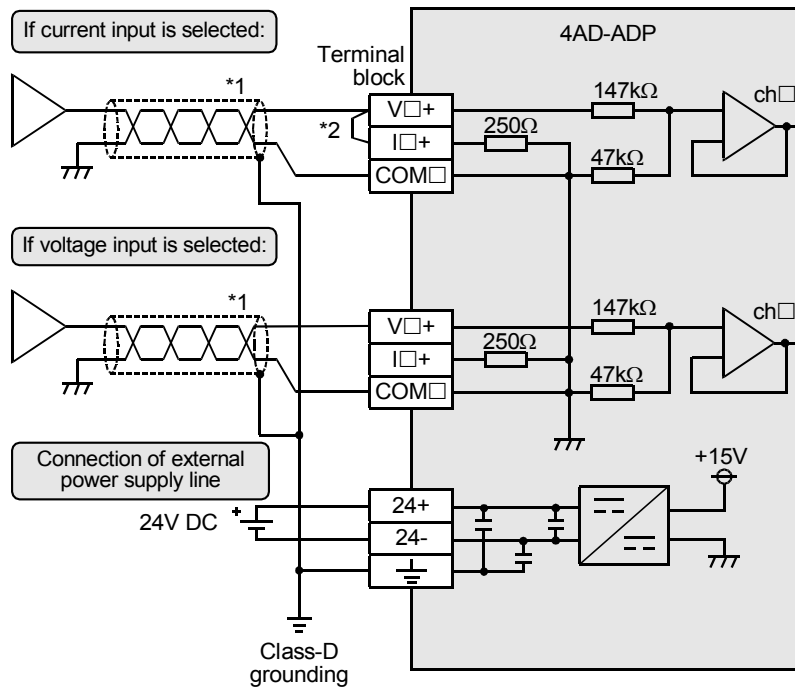 If current input is selected:
4AD-ADP
*1
Terminal
block
V□+
147kΩ
ch□
*2
I□+
250Ω
COM□
47kΩ
If voltage input is selected:
*1
V□+
147kΩ
ch□
I□+
250Ω
COM□
47kΩ
Connection of external
power supply line
+15V
24V DC
+
24+
24-
Class-D
grounding